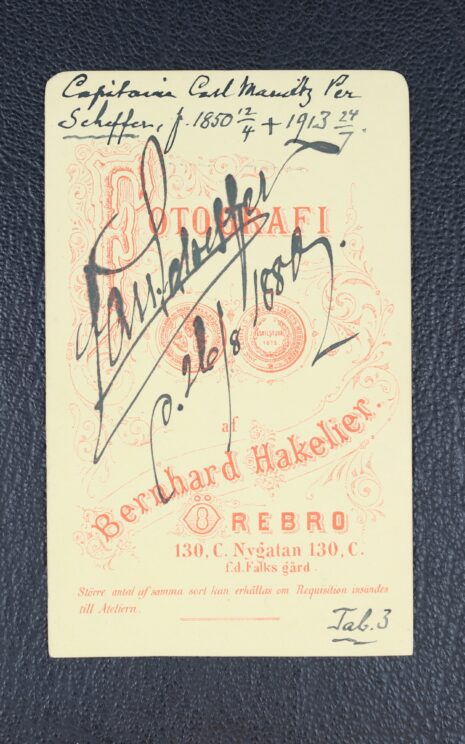 Capitaine Carl Mauritz Per
Scheffer, f. 1850 12/4 + 1913 24/7.
FOTOGRAFI
26/8 1880.
af
Bernhard Hakelier.
ÖREBRO
130, C. Nygatan 130, C.
f.d. Falks gård.
Större antal af samma sort kan erhållas om Requisition insändes
till Ateliern.
Tab. 3